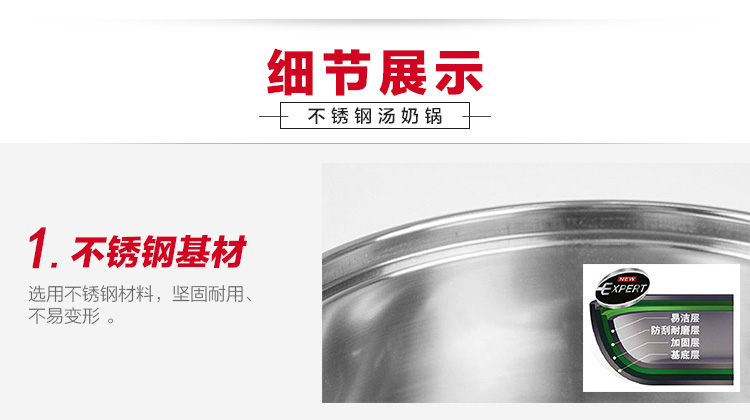 细节展示
不锈钢汤奶锅
1. 不锈钢基材
选用不锈钢材料，坚固耐用、
不易变形 。
NEW
EXPERT
易洁层
防刮耐磨层
加固层
基底层